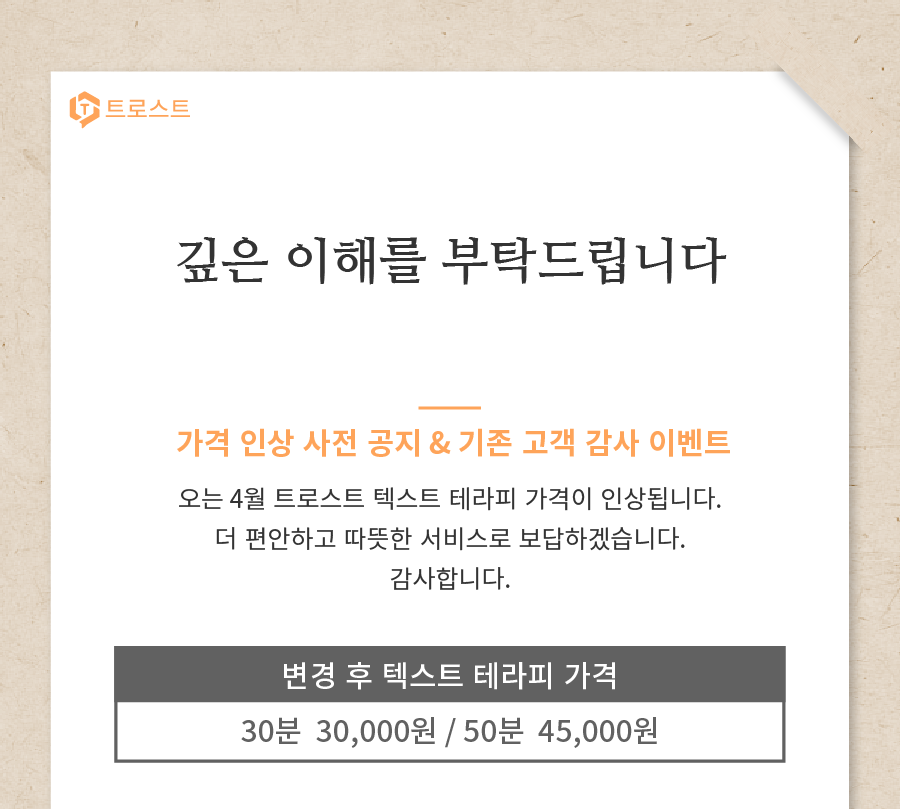 트로스트
깊은 이해를 부탁드립니다
가격 인상 사전 공지 & 기존 고객 감사 이벤트
오는 4월 트로스트 텍스트 테라피 가격이 인상됩니다.
더 편안하고 따뜻한 서비스로 보답하겠습니다.
감사합니다.
변경 후 텍스트 테라피 가격
30분 30,000원 / 50분 45,000원